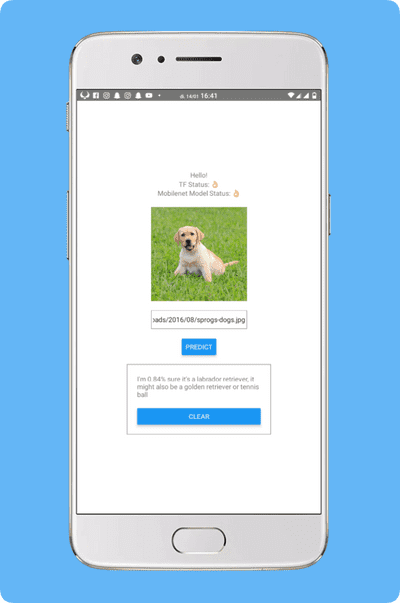 16:41
Hello!
TF Status: 👌🏼
Mobilenet Model Status: 👌🏼
oads/2016/08/sprogs-dogs.jpg
PREDICT
I'm 0.84% sure it's a labrador retriever, it
might also be a golden retriever or tennis
ball
CLEAR